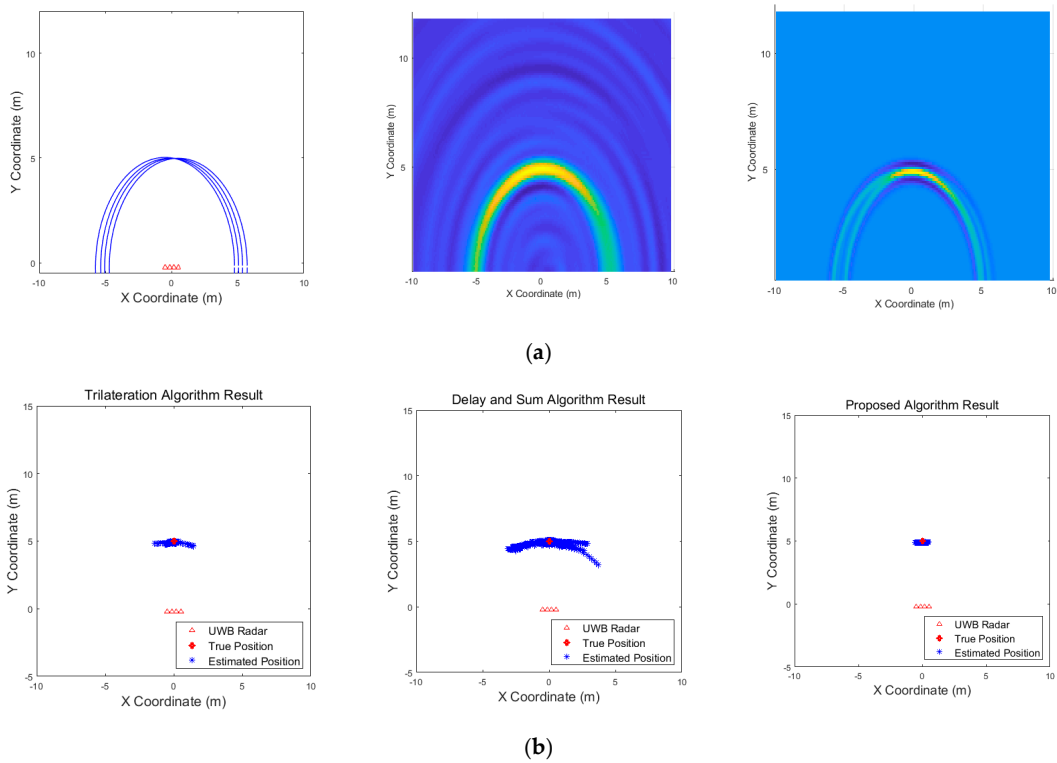 10
5
0
Y Coordinate (m)
-10
-5
0
5
10
X Coordinate (m)
10
5
Y Coordinate (m)
-10
-5
0
5
10
X Coordinate (m)
10
5
Y Coordinate (m)
-10
-5
0
5
10
X Coordinate (m)
(a)
Trilateration Algorithm Result
15
10
5
0
-5
Y Coordinate (m)
UWB Radar
True Position
Estimated Position
-10
-5
0
5
10
X Coordinate (m)
Delay and Sum Algorithm Result
15
10
5
0
-5
Y Coordinate (m)
UWB Radar
True Position
Estimated Position
-10
-5
0
5
10
X Coordinate (m)
Proposed Algorithm Result
15
10
5
0
-5
Y Coordinate (m)
UWB Radar
True Position
Estimated Position
-10
-5
0
5
10
X Coordinate (m)
(b)